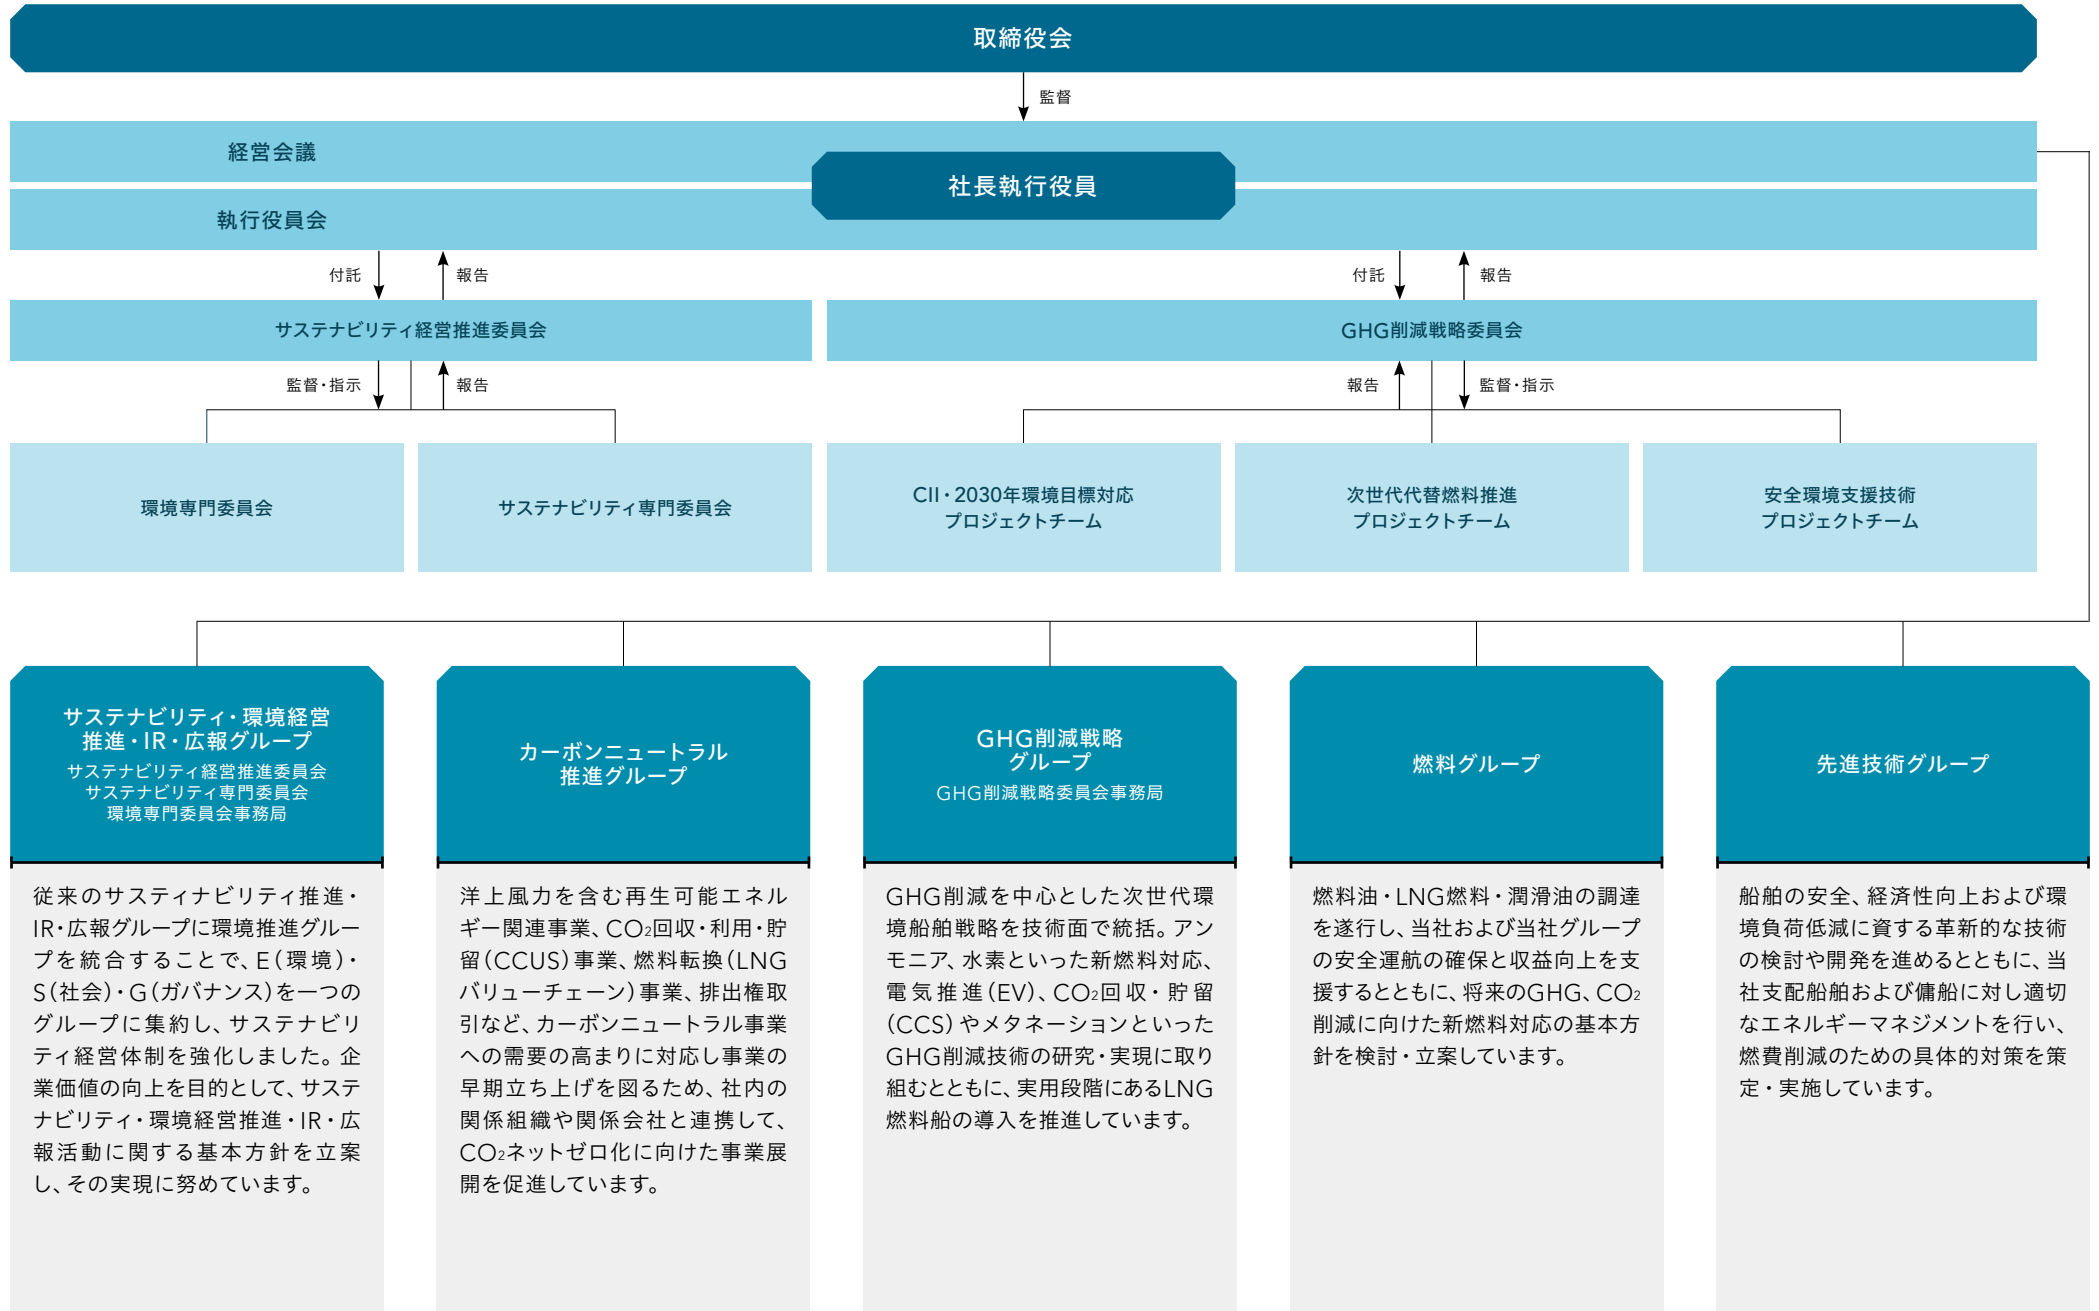 取締役会
監督
経営会議
社長執行役員
執行役員会
付託
報告
付託
報告
サステナビリティ経営推進委員会
GHG削減戦略委員会
監督・指示
報告
報告
監督・指示
環境専門委員会
サステナビリティ専門委員会
CII・2030年環境目標対応
プロジェクトチーム
次世代代替燃料推進
プロジェクトチーム
安全環境支援技術
プロジェクトチーム
サステナビリティ・環境経営
推進・IR・広報グループ
サステナビリティ経営推進委員会
サステナビリティ専門委員会
環境専門委員会事務局
従来のサスティナビリティ推進・
IR・広報グループに環境推進グルー
プを統合することで、E（環境）・
S（社会）・G（ガバナンス）を一つの
グループに集約し、サステナビリ
ティ経営体制を強化しました。企
業価値の向上を目的として、サステ
ナビリティ・環境経営推進・IR・広
報活動に関する基本方針を立案
し、その実現に努めています。
カーボンニュートラル
推進グループ
洋上風力を含む再生可能エネル
ギー関連事業、CO₂回収・利用・貯
留（CCUS）事業、燃料転換（LNG
バリューチェーン）事業、排出権取
引など、カーボンニュートラル事業
への需要の高まりに対応し事業の
早期立ち上げを図るため、社内の
関係組織や関係会社と連携して、
CO₂ネットゼロ化に向けた事業展
開を促進しています。
GHG削減戦略
グループ
GHG削減戦略委員会事務局
GHG削減を中心とした次世代環
境船舶戦略を技術面で統括。アン
モニア、水素といった新燃料対応、
電気推進（EV）、CO₂回収・貯留
（CCS）やメタネーションといった
GHG削減技術の研究・実現に取り
組むとともに、実用段階にあるLNG
燃料船の導入を推進しています。
燃料グループ
燃料油・LNG燃料・潤滑油の調達
を遂行し、当社および当社グループ
の安全運航の確保と収益向上を支
援するとともに、将来のGHG、CO₂
削減に向けた新燃料対応の基本方
針を検討・立案しています。
先進技術グループ
船舶の安全、経済性向上および環
境負荷低減に資する革新的な技術
の検討や開発を進めるとともに、当
社支配船舶および傭船に対し適切
なエネルギーマネジメントを行い、
燃費削減のための具体的対策を策
定・実施しています。